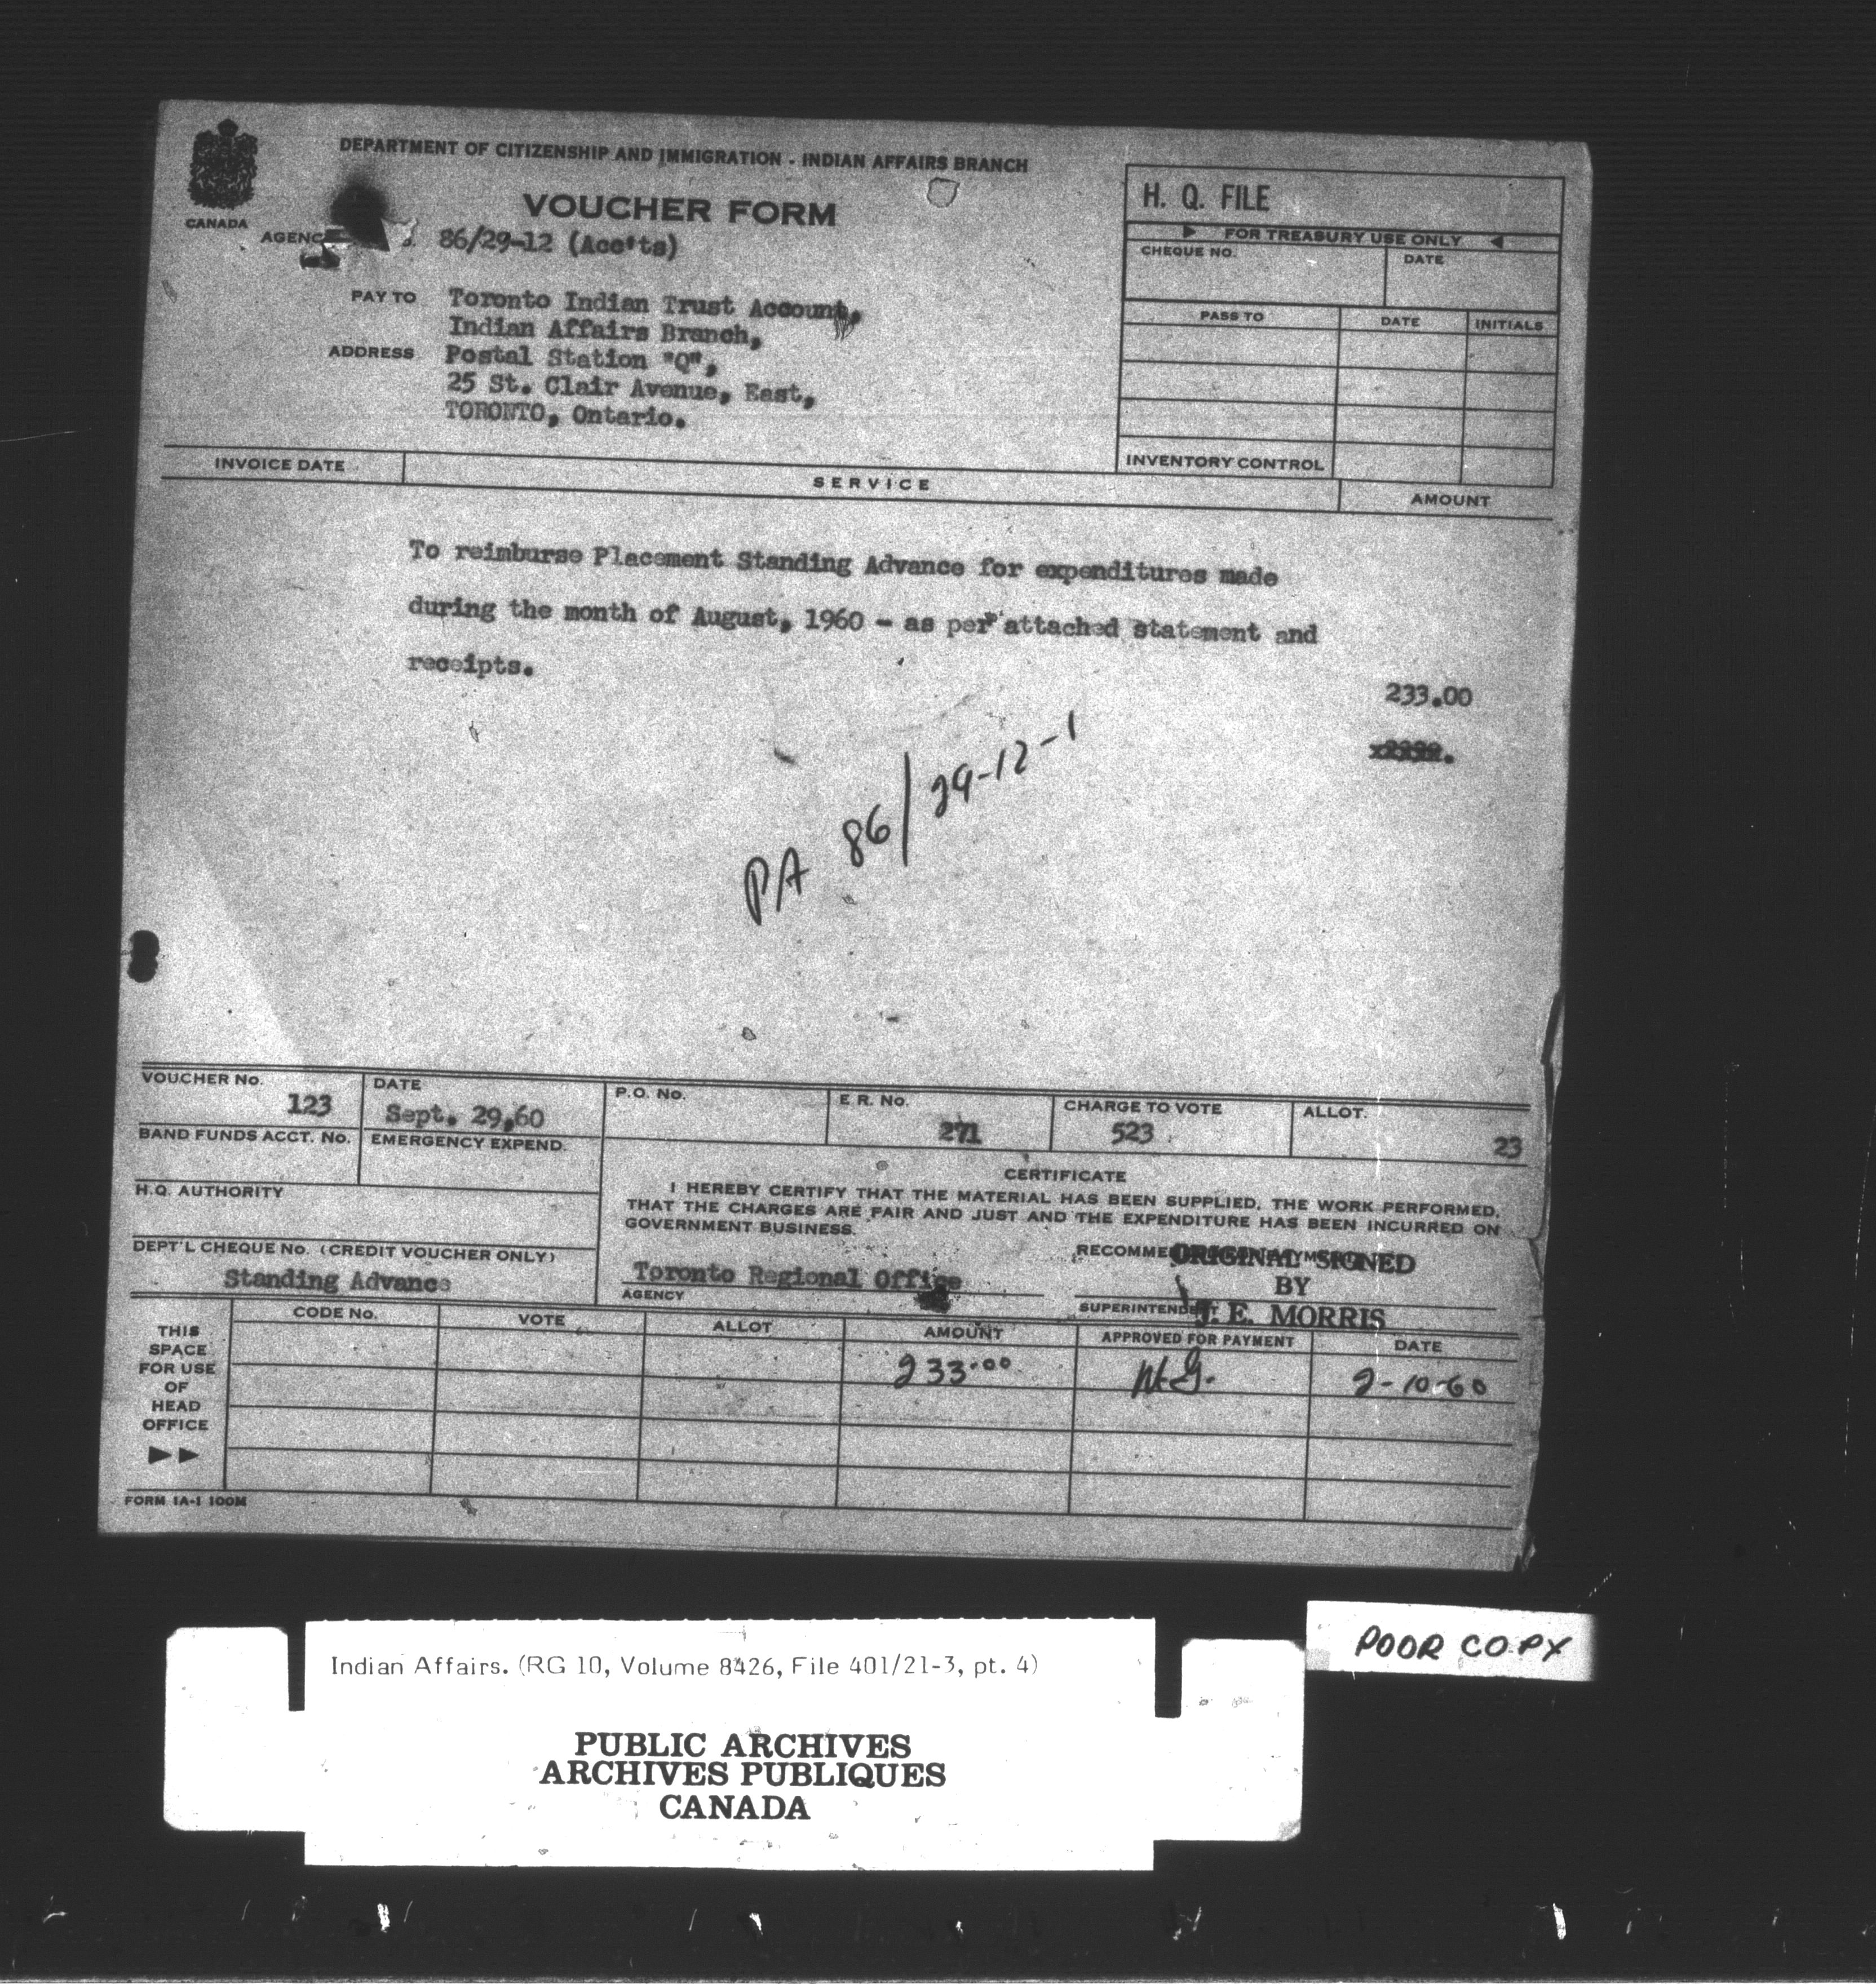 DEPARTMENT OF CITIZENSHIP AND IMMIGRATION - INDIAN AFFAIRS BRANCH
CANADA
VOUCHER FORM
AGENC
86/29-12 (Acc'ts)
H. Q. FILE
FOR TREASURY USE ONLY
CHEQUE NO.
DATE
PASS TO
DATE
INITIALS
INVENTORY CONTROL
PAY TO Toronto Indian Trust Account,
Indian Affairs Branch,
ADDRESS Postal Station "Q",
25 St. Clair Avenue, East,
TORONTO, Ontario.
INVOICE DATE
SERVICE
AMOUNT
To reimburse Placement Standing Advance for expenditures made
during the month of August, 1960 - as per attached statement and
receipts.
233.00
PA 86/29-12-1
VOUCHER No. 123
DATE Sept. 29,60
P.O. No.
E.R. No. 271
CHARGE TO VOTE 523
ALLOT. 23
BAND FUNDS ACCT. No.
EMERGENCY EXPEND.
H.Q. AUTHORITY
DEPT'L CHEQUE No. (CREDIT VOUCHER ONLY)
Standing Advance
CERTIFICATE
I HEREBY CERTIFY THAT THE MATERIAL HAS BEEN SUPPLIED, THE WORK PERFORMED,
THAT THE CHARGES ARE FAIR AND JUST AND THE EXPENDITURE HAS BEEN INCURRED ON
GOVERNMENT BUSINESS.
Toronto Regional Office
AGENCY
RECOMME
ORIGINAL SIGNED
BY
J. E. MORRIS
SUPERINTENDENT
THIS
SPACE
FOR USE
OF
HEAD
OFFICE
CODE No.
VOTE
ALLOT
AMOUNT
APPROVED FOR PAYMENT
DATE
233.00
W.G.
2-10-60
FORM 1A-1 100M
POOR COPY
Indian Affairs. (RG 10, Volume 8426, File 401/21-3, pt. 4)
PUBLIC ARCHIVES
ARCHIVES PUBLIQUES
CANADA